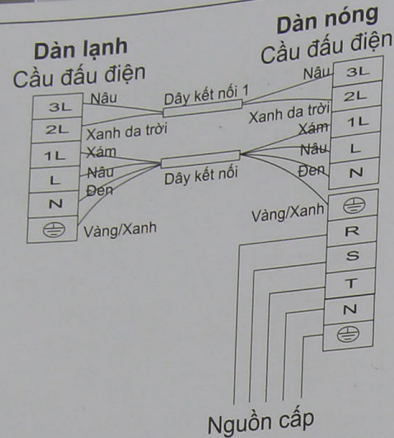 Dàn lạnh
Cầu đấu điện
Dàn nóng
Cầu đấu điện
3L Nâu Dây kết nối 1 Nâu 3L
2L Xanh da trời Xanh da trời 2L
1L Xám Xám 1L
L Nâu Dây kết nối Nâu L
N Đen Đen N
Vàng/Xanh Vàng/Xanh
R
S
T
N
Nguồn cấp